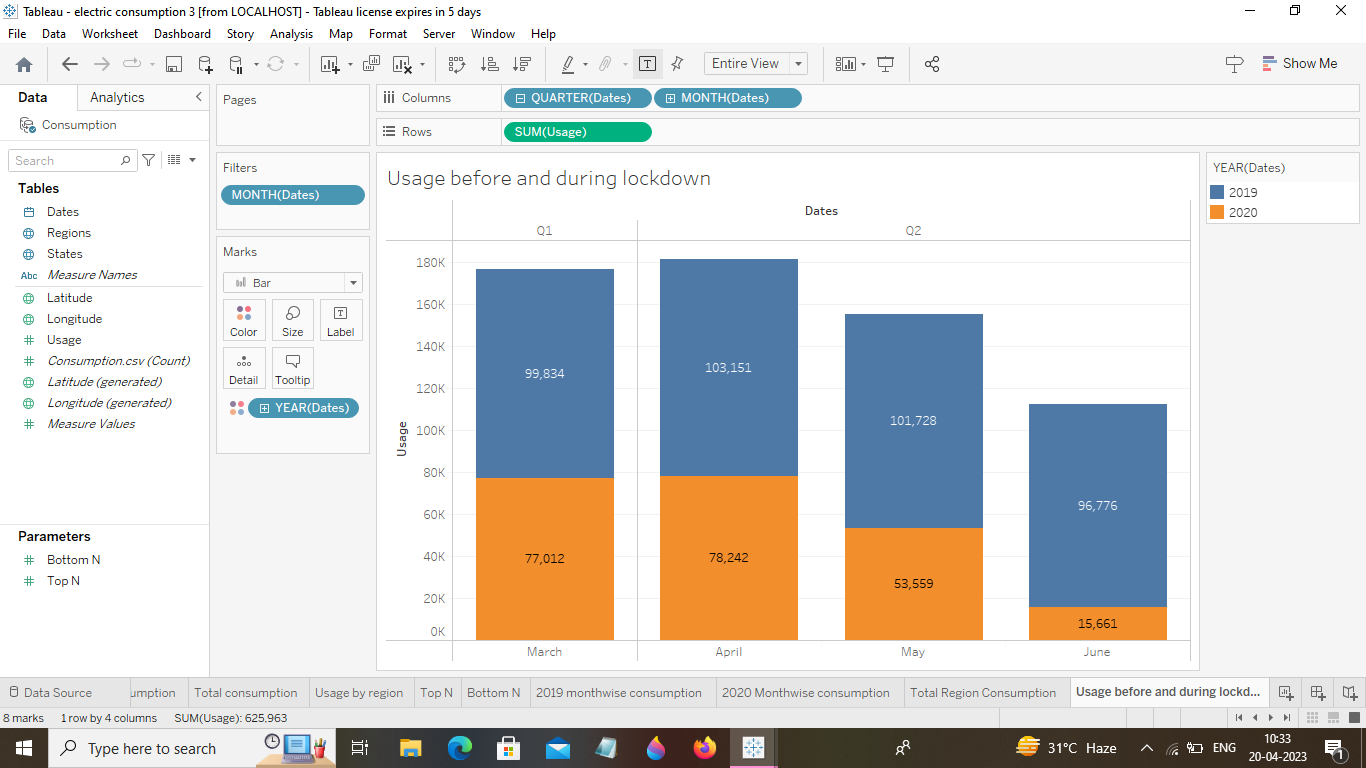 Tableau - electric consumption 3 [from LOCALHOST] - Tableau license expires in 5 days
File Data Worksheet Dashboard Story Analysis Map Format Server Window Help
Entire View
Show Me
Data Analytics
Consumption
Search
Tables
Dates
Regions
States
Abc Measure Names
Latitude
Longitude
Usage
Consumption.csv (Count)
Latitude (generated)
Longitude (generated)
Measure Values
Parameters
Bottom N
Top N
Pages
Filters
MONTH(Dates)
Marks
Bar
Color Size Label
Detail Tooltip
YEAR(Dates)
Columns QUARTER(Dates) MONTH(Dates)
Rows SUM(Usage)
Usage before and during lockdown
Dates
Q1 Q2
Usage
180K
160K
140K
120K
100K
80K
60K
40K
20K
0K
99,834 103,151 101,728 96,776
77,012 78,242 53,559 15,661
March April May June
YEAR(Dates)
2019
2020
Data Source umption Total consumption Usage by region Top N Bottom N 2019 monthwise consumption 2020 Monthwise consumption Total Region Consumption Usage before and during lockd...
8 marks 1 row by 4 columns SUM(Usage): 625,963
Type here to search
31°C Haze
ENG
10:33
20-04-2023
1